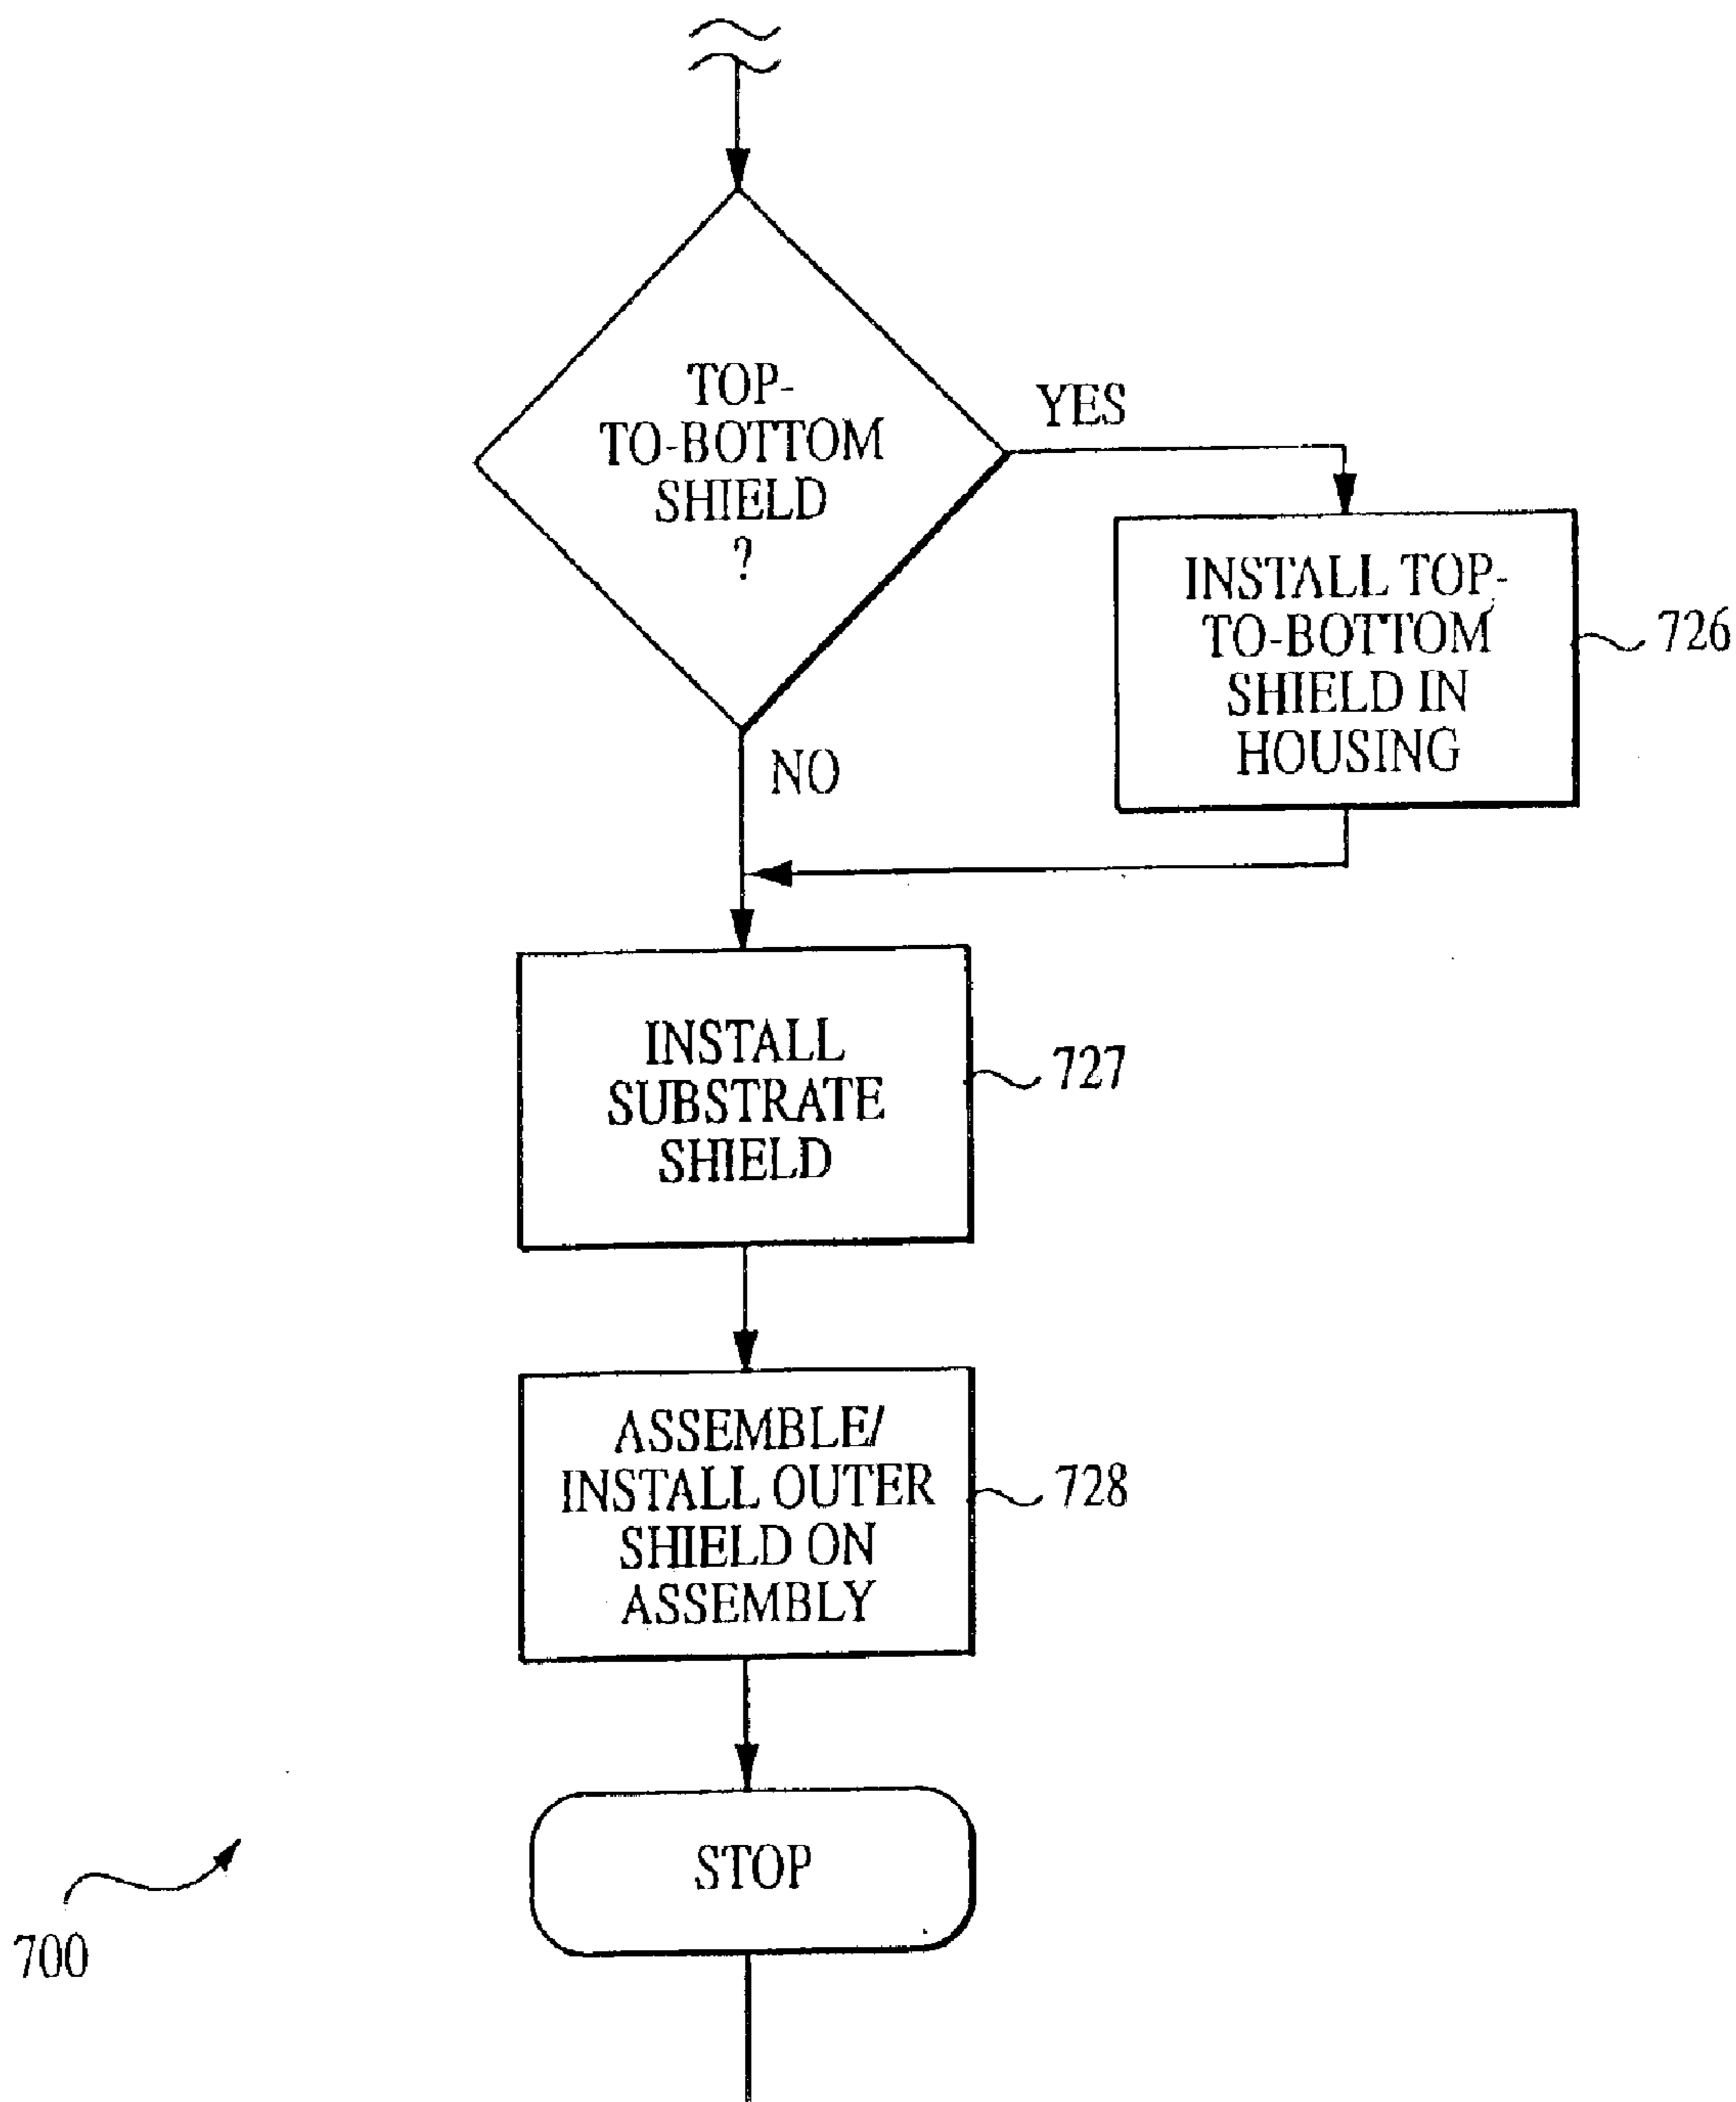 TOP-
TO-BOTTOM
SHIELD
?
YES
NO
INSTALL TOP-
TO-BOTTOM
SHIELD IN
HOUSING
726
INSTALL
SUBSTRATE
SHIELD
727
ASSEMBLE/
INSTALL OUTER
SHIELD ON
ASSEMBLY
728
STOP
700